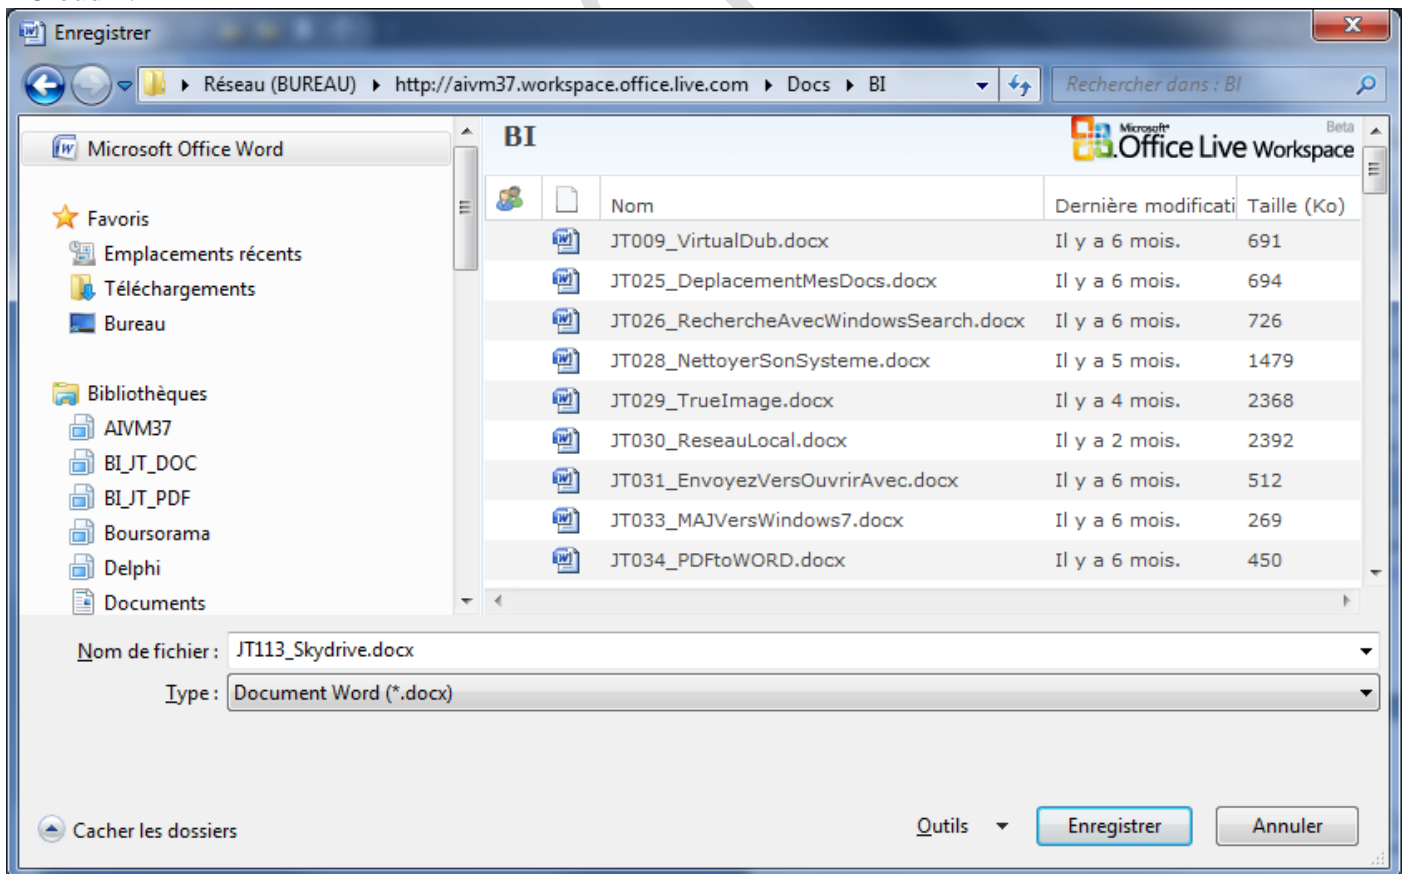 Enregistrer
Réseau (BUREAU) http://aivm37.workspace.office.live.com Docs BI
Rechercher dans : BI
Microsoft Office Word
Favoris
Emplacements récents
Téléchargements
Bureau
Bibliothèques
AIVM37
BI_JT_DOC
BI_JT_PDF
Boursorama
Delphi
Documents
BI
Microsoft® Office Live Workspace Beta
Nom Dernière modificati Taille (Ko)
JT009_VirtualDub.docx Il y a 6 mois. 691
JT025_DeplacementMesDocs.docx Il y a 6 mois. 694
JT026_RechercheAvecWindowsSearch.docx Il y a 6 mois. 726
JT028_NettoyerSonSysteme.docx Il y a 5 mois. 1479
JT029_TrueImage.docx Il y a 4 mois. 2368
JT030_ReseauLocal.docx Il y a 2 mois. 2392
JT031_EnvoyezVersOuvrirAvec.docx Il y a 6 mois. 512
JT033_MAJVersWindows7.docx Il y a 6 mois. 269
JT034_PDFtoWORD.docx Il y a 6 mois. 450
Nom de fichier : JT113_Skydrive.docx
Type : Document Word (*.docx)
Cacher les dossiers
Outils
Enregistrer
Annuler